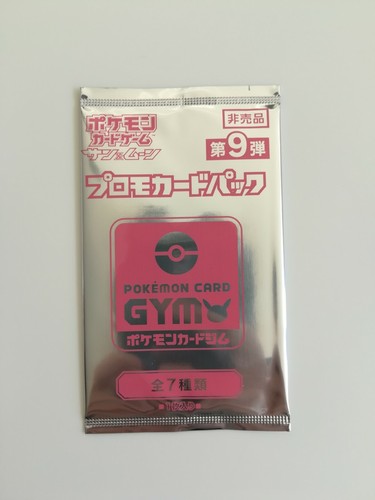 ポケモン
カードゲーム
サン&ムーン
非売品
第9弾
プロモカードパック
POKÉMON CARD
GYM
ポケモンカードジム
全7種類